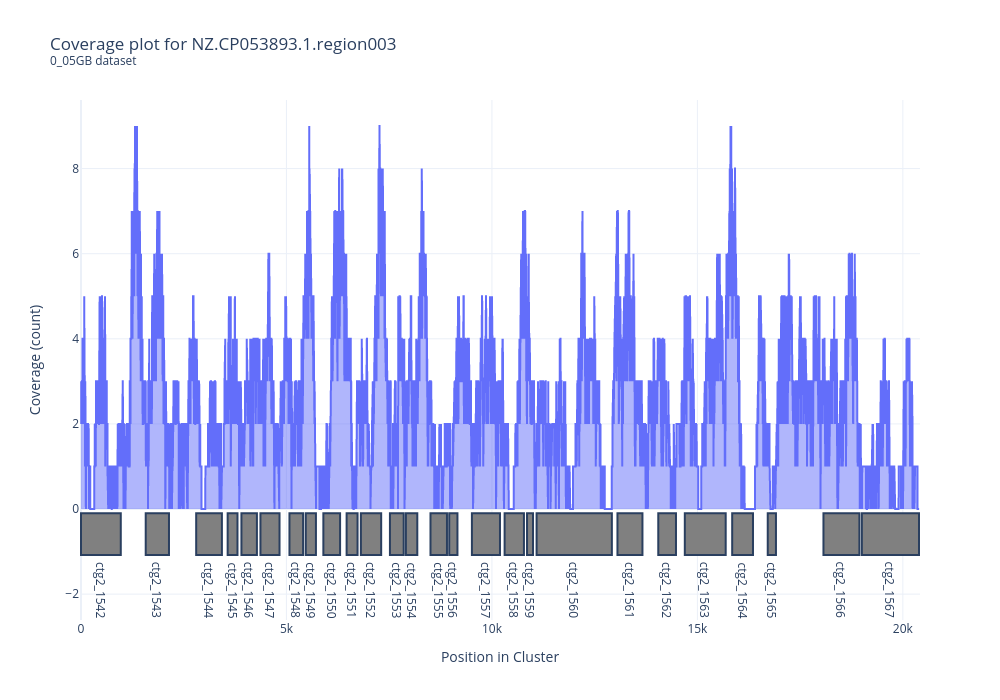 Coverage plot for NZ.CP053893.1.region003
0_05GB dataset
Coverage (count)
8
6
4
2
0
−2
ctg2_1542
ctg2_1543
ctg2_1544
ctg2_1545
ctg2_1546
ctg2_1547
ctg2_1548
ctg2_1549
ctg2_1550
ctg2_1551
ctg2_1552
ctg2_1553
ctg2_1554
ctg2_1555
ctg2_1556
ctg2_1557
ctg2_1558
ctg2_1559
ctg2_1560
ctg2_1561
ctg2_1562
ctg2_1563
ctg2_1564
ctg2_1565
ctg2_1566
ctg2_1567
0 5k 10k 15k 20k
Position in Cluster